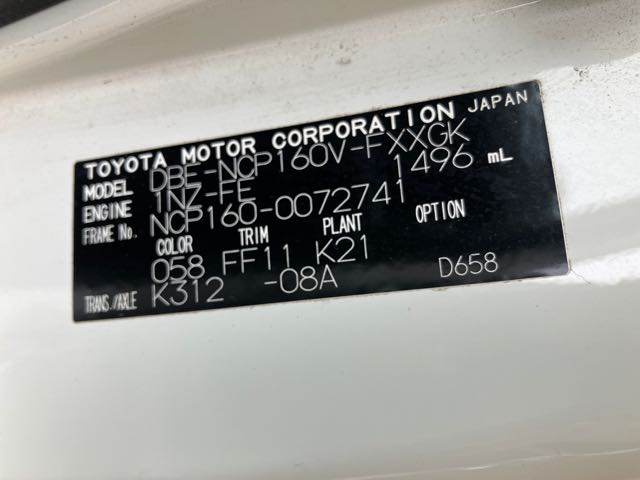 TOYOTA MOTOR CORPORATION JAPAN
MODEL DBE-NCP160V-FXXGK
ENGINE 1NZ-FE 1496 mL
FRAME No. NCP160-0072741
COLOR TRIM PLANT OPTION
058 FF11 K21
TRANS./AXLE K312 -08A D658